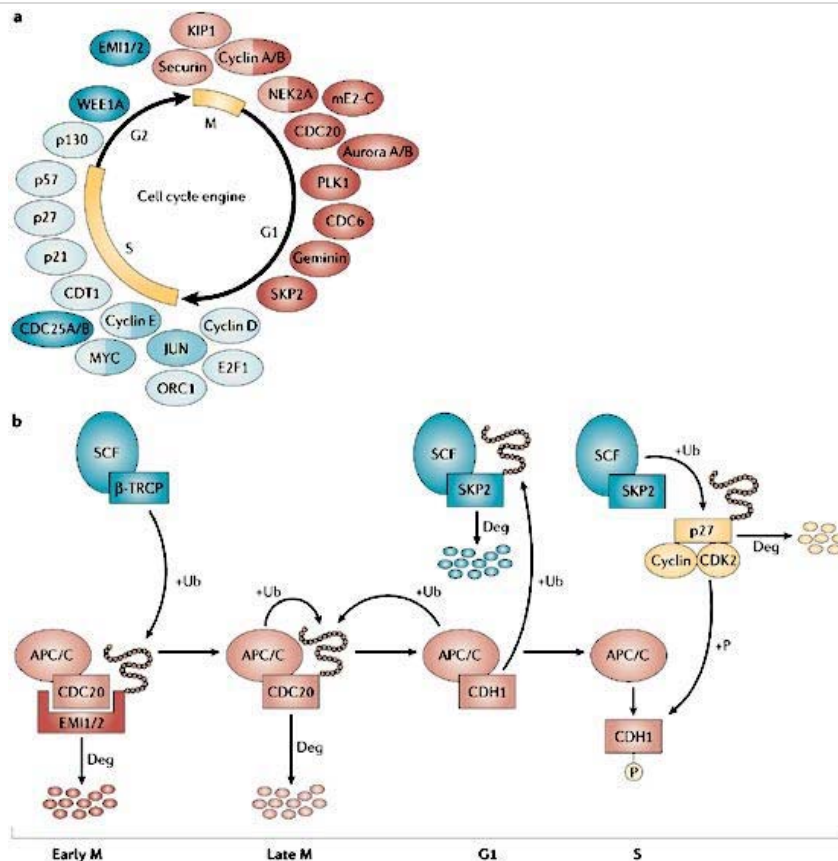 a
KIP1
EMI1/2
Cyclin A/B
Securin
NEK2A
mE2-C
WEE1A
CDC20
G2
M
p130
Aurora A/B
p57
PLK1
Cell cycle engine
p27
CDC6
G1
S
p21
Geminin
CDT1
SKP2
Cyclin E
Cyclin D
CDC25A/B
JUN
MYC
E2F1
ORC1
b
SCF
β-TRCP
SCF
SKP2
SCF
SKP2
+Ub
Deg
p27
Cyclin
CDK2
Deg
+Ub
+Ub
+Ub
+Ub
+P
APC/C
CDC20
EMI1/2
APC/C
CDC20
APC/C
CDH1
APC/C
CDH1
P
Deg
Deg
Early M
Late M
G1
S